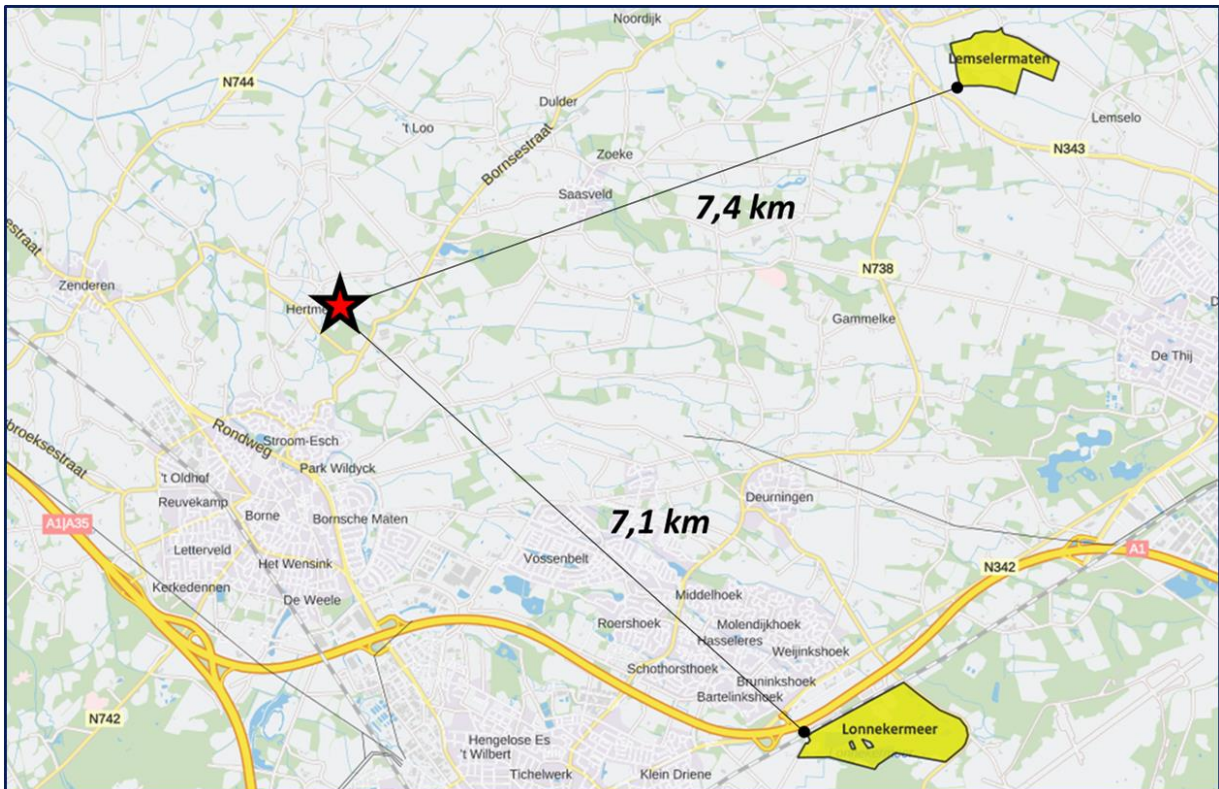 Noordijk
Lemselermaten
N744
Dulder
't Loo
Lemselo
Bornsestraat
N343
Zoeke
Saasveld
7,4 km
estraat
N738
Zenderen
Hertme
D
Gammelke
De Thij
Rondweg
broeksestraat
Stroom-Esch
Park Wildyck
't Oldhof
Reuvekamp
Deurningen
Borne
Bornsche Maten
7,1 km
A1|A35
Letterveld
A1
Het Wensink
Vossenbelt
N342
Kerkedennen
De Weele
Middelhoek
Roershoek
Molendijkhoek
Hasseleres
Weijinkshoek
Schothorsthoek
Bruninkshoek
Bartelinkshoek
N742
Lonnekermeer
Hengelose Es
't Wilbert
Tichelwerk
Klein Driene